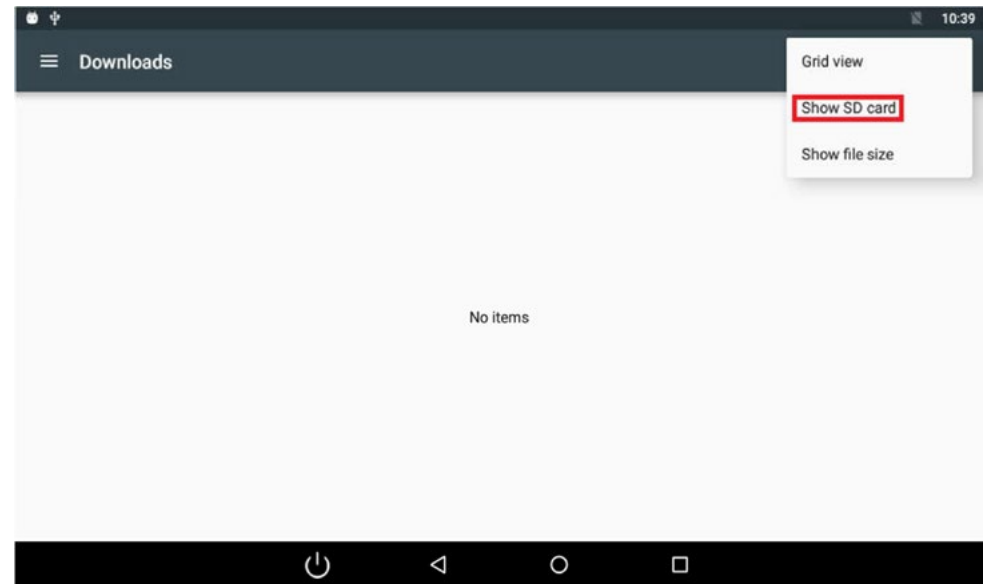 10:39
Downloads
Grid view
Show SD card
Show file size
No items